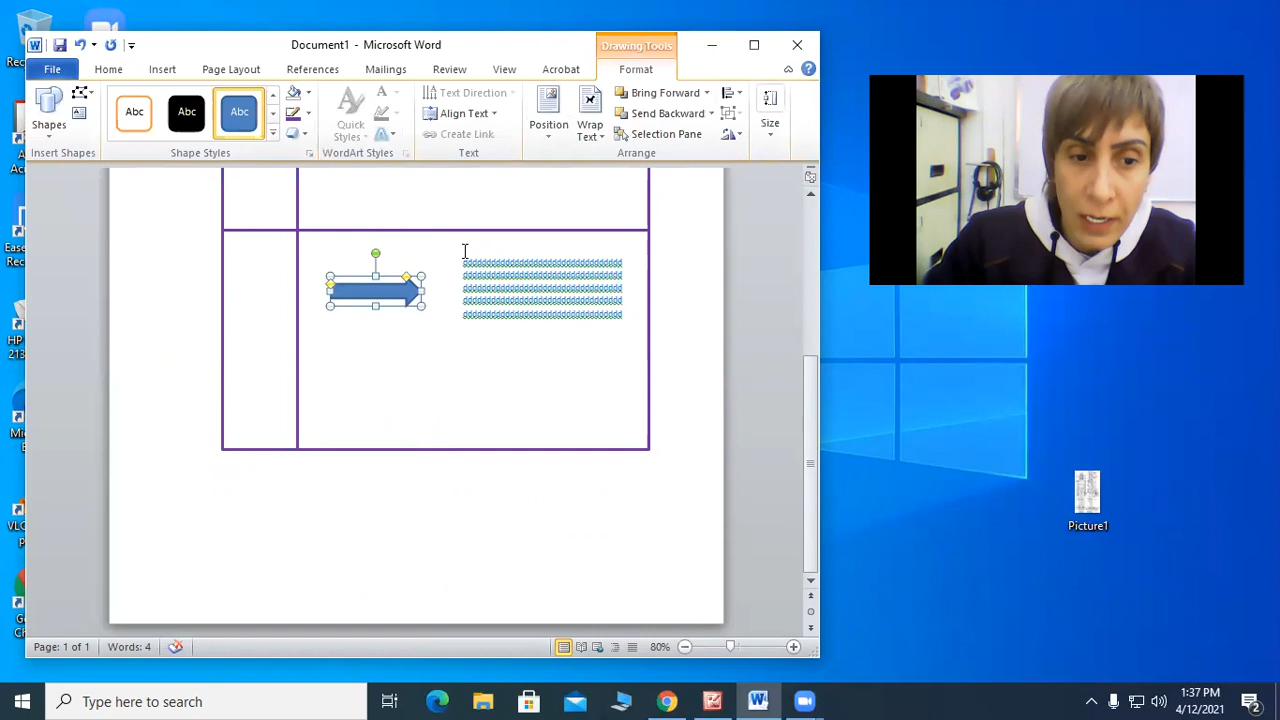 Document1 - Microsoft Word
Drawing Tools
File
Home
Insert
Page Layout
References
Mailings
Review
View
Acrobat
Format
Shapes
Abc
Abc
Abc
Quick
Styles
Text Direction
Align Text
Create Link
Position
Wrap
Text
Bring Forward
Send Backward
Selection Pane
Size
Insert Shapes
Shape Styles
WordArt Styles
Text
Arrange
Page: 1 of 1
Words: 4
80%
Picture1
Type here to search
1:37 PM
4/12/2021
2